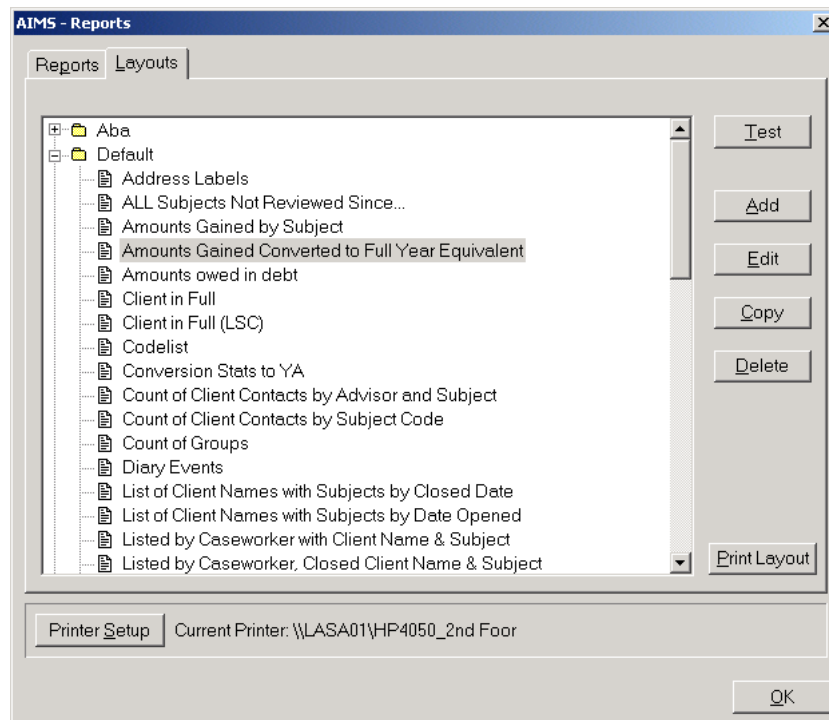 AIMS - Reports
Reports Layouts
Aba
Default
Address Labels
ALL Subjects Not Reviewed Since...
Amounts Gained by Subject
Amounts Gained Converted to Full Year Equivalent
Amounts owed in debt
Client in Full
Client in Full (LSC)
Codelist
Conversion Stats to YA
Count of Client Contacts by Advisor and Subject
Count of Client Contacts by Subject Code
Count of Groups
Diary Events
List of Client Names with Subjects by Closed Date
List of Client Names with Subjects by Date Opened
Listed by Caseworker with Client Name & Subject
Listed by Caseworker, Closed Client Name & Subject
Test
Add
Edit
Copy
Delete
Print Layout
Printer Setup Current Printer: \\LASA01\HP4050_2nd Foor
OK